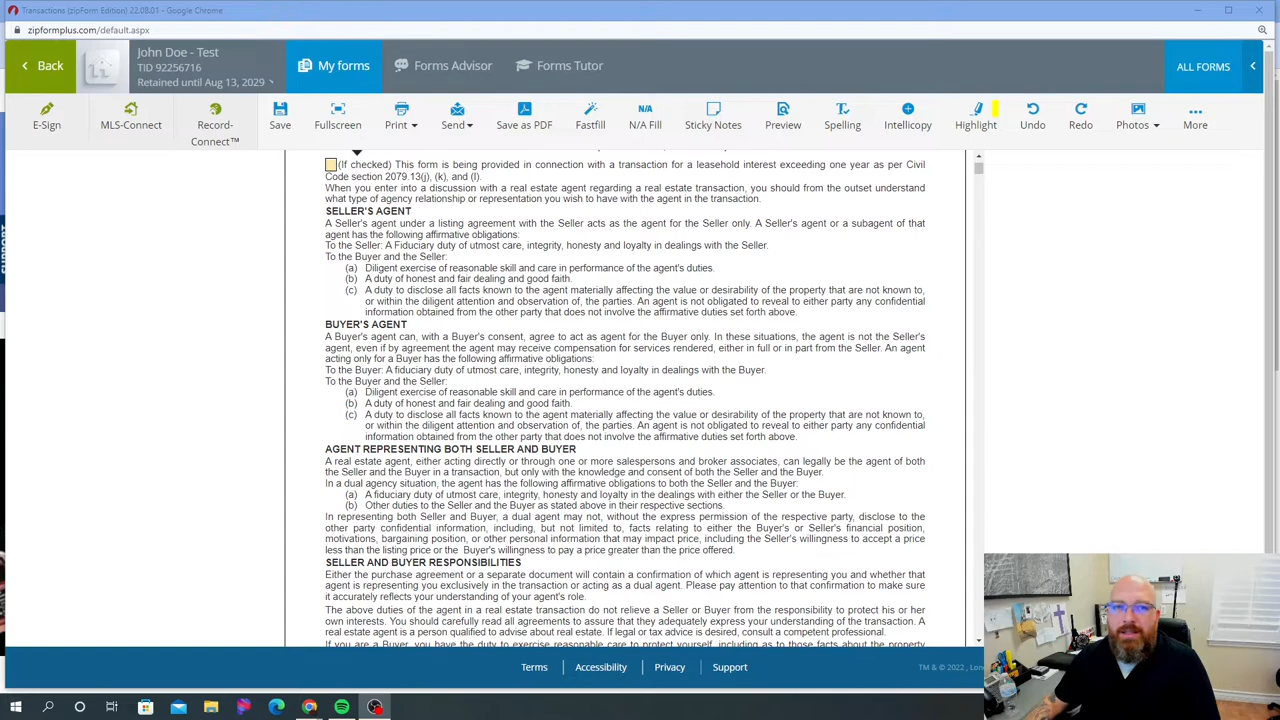 Transactions (zipForm Edition) 22.08.01 - Google Chrome
zipformplus.com/default.aspx
Back
John Doe - Test
TID 92256716
Retained until Aug 13, 2029
My forms
Forms Advisor
Forms Tutor
ALL FORMS
E-Sign
MLS-Connect
Record-
Connect™
Save
Fullscreen
Print
Send
Save as PDF
Fastfill
N/A
N/A Fill
Sticky Notes
Preview
Spelling
Intellicopy
Highlight
Undo
Redo
Photos
More
(If checked) This form is being provided in connection with a transaction for a leasehold interest exceeding one year as per Civil
Code section 2079.13(j), (k), and (l).
When you enter into a discussion with a real estate agent regarding a real estate transaction, you should from the outset understand
what type of agency relationship or representation you wish to have with the agent in the transaction.
SELLER'S AGENT
A Seller's agent under a listing agreement with the Seller acts as the agent for the Seller only. A Seller's agent or a subagent of that
agent has the following affirmative obligations:
To the Seller: A Fiduciary duty of utmost care, integrity, honesty and loyalty in dealings with the Seller.
To the Buyer and the Seller:
(a) Diligent exercise of reasonable skill and care in performance of the agent's duties.
(b) A duty of honest and fair dealing and good faith.
(c) A duty to disclose all facts known to the agent materially affecting the value or desirability of the property that are not known to,
or within the diligent attention and observation of, the parties. An agent is not obligated to reveal to either party any confidential
information obtained from the other party that does not involve the affirmative duties set forth above.
BUYER'S AGENT
A Buyer's agent can, with a Buyer's consent, agree to act as agent for the Buyer only. In these situations, the agent is not the Seller's
agent, even if by agreement the agent may receive compensation for services rendered, either in full or in part from the Seller. An agent
acting only for a Buyer has the following affirmative obligations:
To the Buyer: A fiduciary duty of utmost care, integrity, honesty and loyalty in dealings with the Buyer.
To the Buyer and the Seller:
(a) Diligent exercise of reasonable skill and care in performance of the agent's duties.
(b) A duty of honest and fair dealing and good faith.
(c) A duty to disclose all facts known to the agent materially affecting the value or desirability of the property that are not known to,
or within the diligent attention and observation of, the parties. An agent is not obligated to reveal to either party any confidential
information obtained from the other party that does not involve the affirmative duties set forth above.
AGENT REPRESENTING BOTH SELLER AND BUYER
A real estate agent, either acting directly or through one or more salespersons and broker associates, can legally be the agent of both
the Seller and the Buyer in a transaction, but only with the knowledge and consent of both the Seller and the Buyer.
In a dual agency situation, the agent has the following affirmative obligations to both the Seller and the Buyer:
(a) A fiduciary duty of utmost care, integrity, honesty and loyalty in the dealings with either the Seller or the Buyer.
(b) Other duties to the Seller and the Buyer as stated above in their respective sections.
In representing both Seller and Buyer, a dual agent may not, without the express permission of the respective party, disclose to the
other party confidential information, including, but not limited to, facts relating to either the Buyer's or Seller's financial position,
motivations, bargaining position, or other personal information that may impact price, including the Seller's willingness to accept a price
less than the listing price or the Buyer's willingness to pay a price greater than the price offered.
SELLER AND BUYER RESPONSIBILITIES
Either the purchase agreement or a separate document will contain a confirmation of which agent is representing you and whether that
agent is representing you exclusively in the transaction or acting as a dual agent. Please pay attention to that confirmation to make sure
it accurately reflects your understanding of your agent's role.
The above duties of the agent in a real estate transaction do not relieve a Seller or Buyer from the responsibility to protect his or her
own interests. You should carefully read all agreements to assure that they adequately express your understanding of the transaction. A
real estate agent is a person qualified to advise about real estate. If legal or tax advice is desired, consult a competent professional.
If you are a Buyer, you have the duty to exercise reasonable care to protect yourself, including as to those facts about the property
Terms
Accessibility
Privacy
Support
TM & © 2022,
SUPPORT